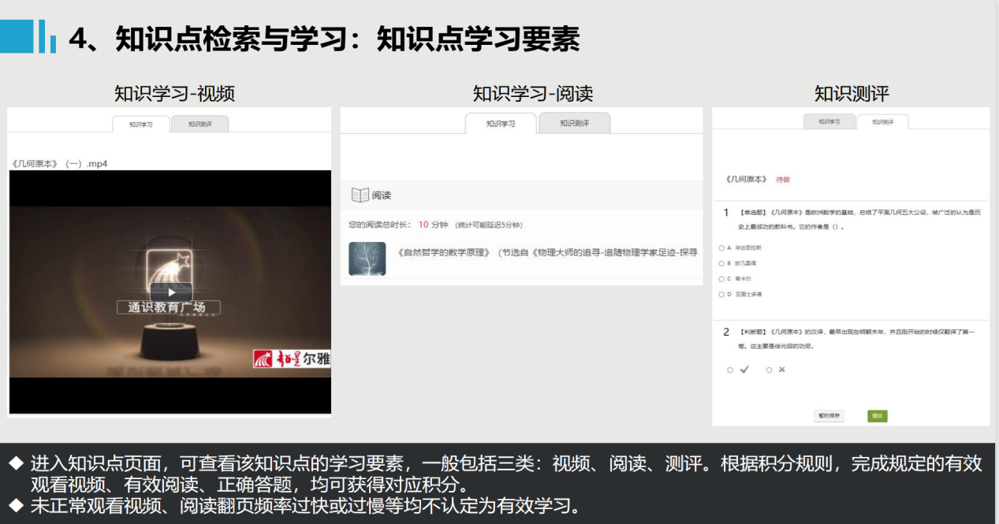 4、知识点检索与学习：知识点学习要素
知识学习-视频
知识学习
知识测评
《几何原本》（一）.mp4
通识教育广场
超星尔雅
知识学习-阅读
知识学习
知识测评
阅读
您的阅读总时长： 10 分钟 (统计可能延迟5分钟)
《自然哲学的数学原理》（节选自《物理大师的追寻-追随物理学家足迹-探寻
知识测评
知识学习
知识测评
《几何原本》 待做
1 【单选题】《几何原本》是欧洲数学的基础，总结了平面几何五大公设，被广泛的认为是历
史上最成功的教科书。它的作者是（）。
A 毕达哥拉斯
B 欧几里得
C 笛卡尔
D 亚里士多德
2 【判断题】《几何原本》的汉译，最早出现在明朝末年，并且刚开始的时候仅翻译了第一
卷。这主要是徐光启的功劳。
暂时保存
提交
◆ 进入知识点页面，可查看该知识点的学习要素，一般包括三类：视频、阅读、测评。根据积分规则，完成规定的有效
观看视频、有效阅读、正确答题，均可获得对应积分。
◆ 未正常观看视频、阅读翻页频率过快或过慢等均不认定为有效学习。